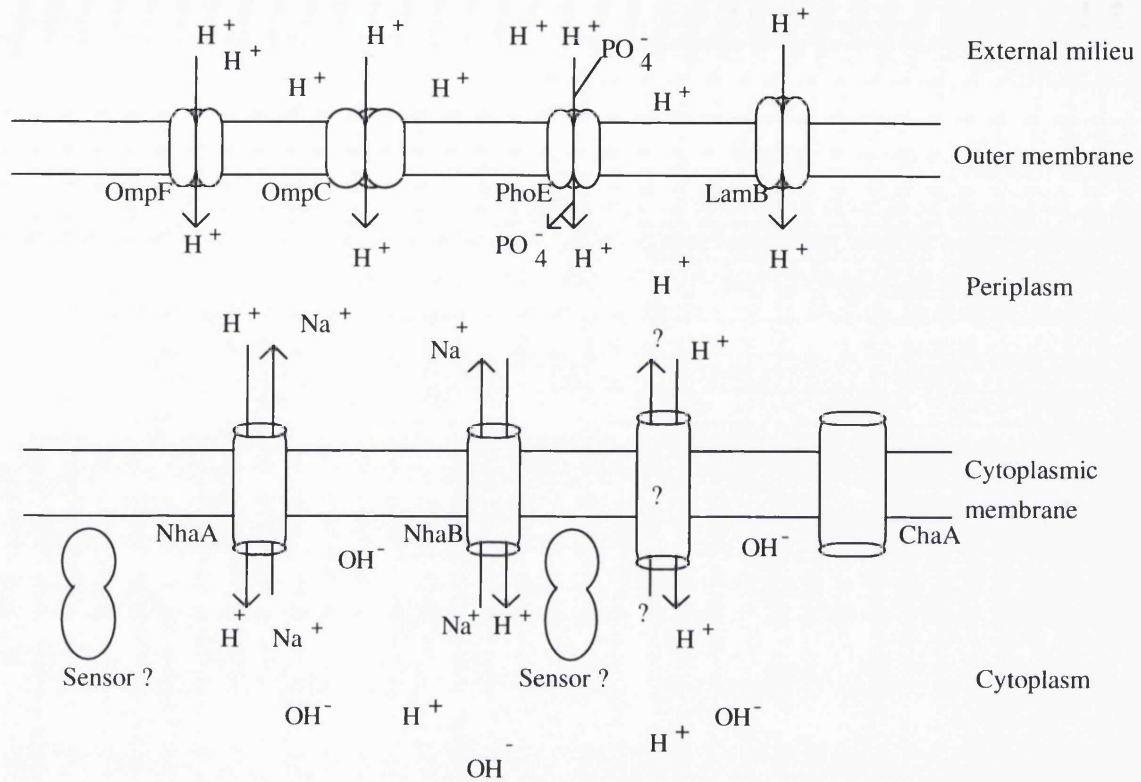 H + H + H + H + H + H +
H + PO 4 -
H + H + H +
External milieu
Outer membrane
OmpF OmpC PhoE LamB
H + H + PO 4 - H + H +
H +
Periplasm
H + Na + Na + ? H +
?
Cytoplasmic
membrane
NhaA NhaB ChaA
OH - OH -
H + Na + Na + H + ? H +
Sensor ? Sensor ?
Cytoplasm
OH - H + OH -
H +
OH -